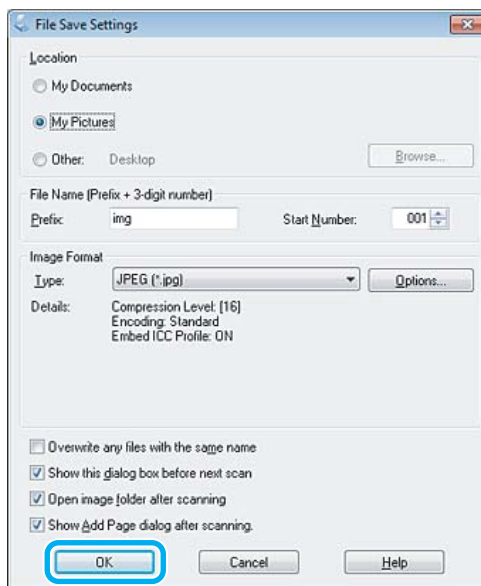 File Save Settings
Location
My Documents
My Pictures
Other: Desktop Browse...
File Name (Prefix + 3-digit number)
Prefix: img Start Number: 001
Image Format
Type: JPEG (*.jpg) Options...
Details: Compression Level: [16]
Encoding: Standard
Embed ICC Profile: ON
Overwrite any files with the same name
Show this dialog box before next scan
Open image folder after scanning
Show Add Page dialog after scanning.
OK Cancel Help